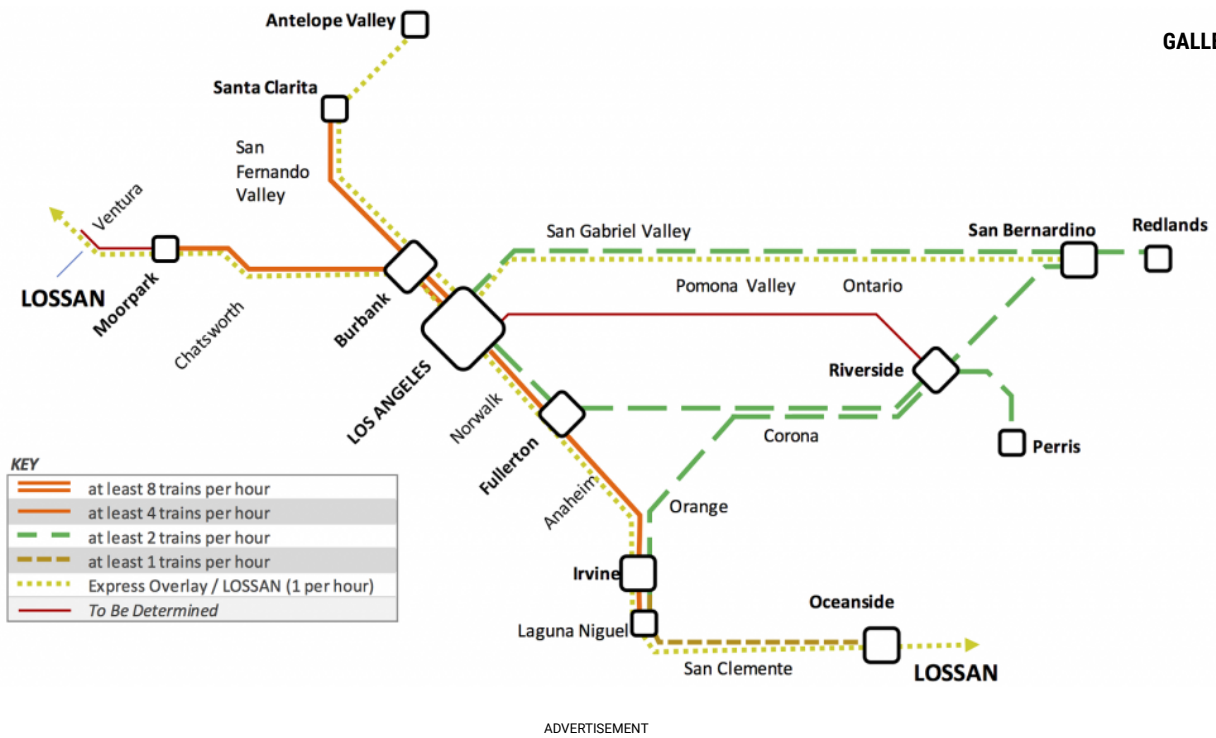 Antelope Valley
GALLE
Santa Clarita
San
Fernando
Valley
Ventura
San Gabriel Valley
San Bernardino
Redlands
LOSSAN
Moorpark
Chatsworth
Burbank
Pomona Valley
Ontario
LOS ANGELES
Riverside
Norwalk
Fullerton
Corona
Perris
KEY
at least 8 trains per hour
at least 4 trains per hour
at least 2 trains per hour
at least 1 trains per hour
Express Overlay / LOSSAN (1 per hour)
To Be Determined
Anaheim
Orange
Irvine
Oceanside
Laguna Niguel
San Clemente
LOSSAN
ADVERTISEMENT